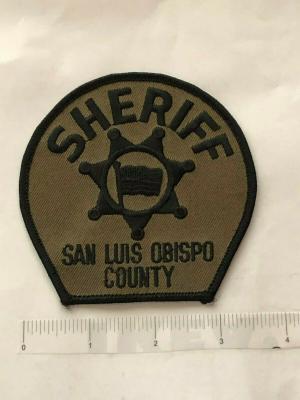 SHERIFF
SAN LUIS OBISPO
COUNTY
0 1 2 3 4